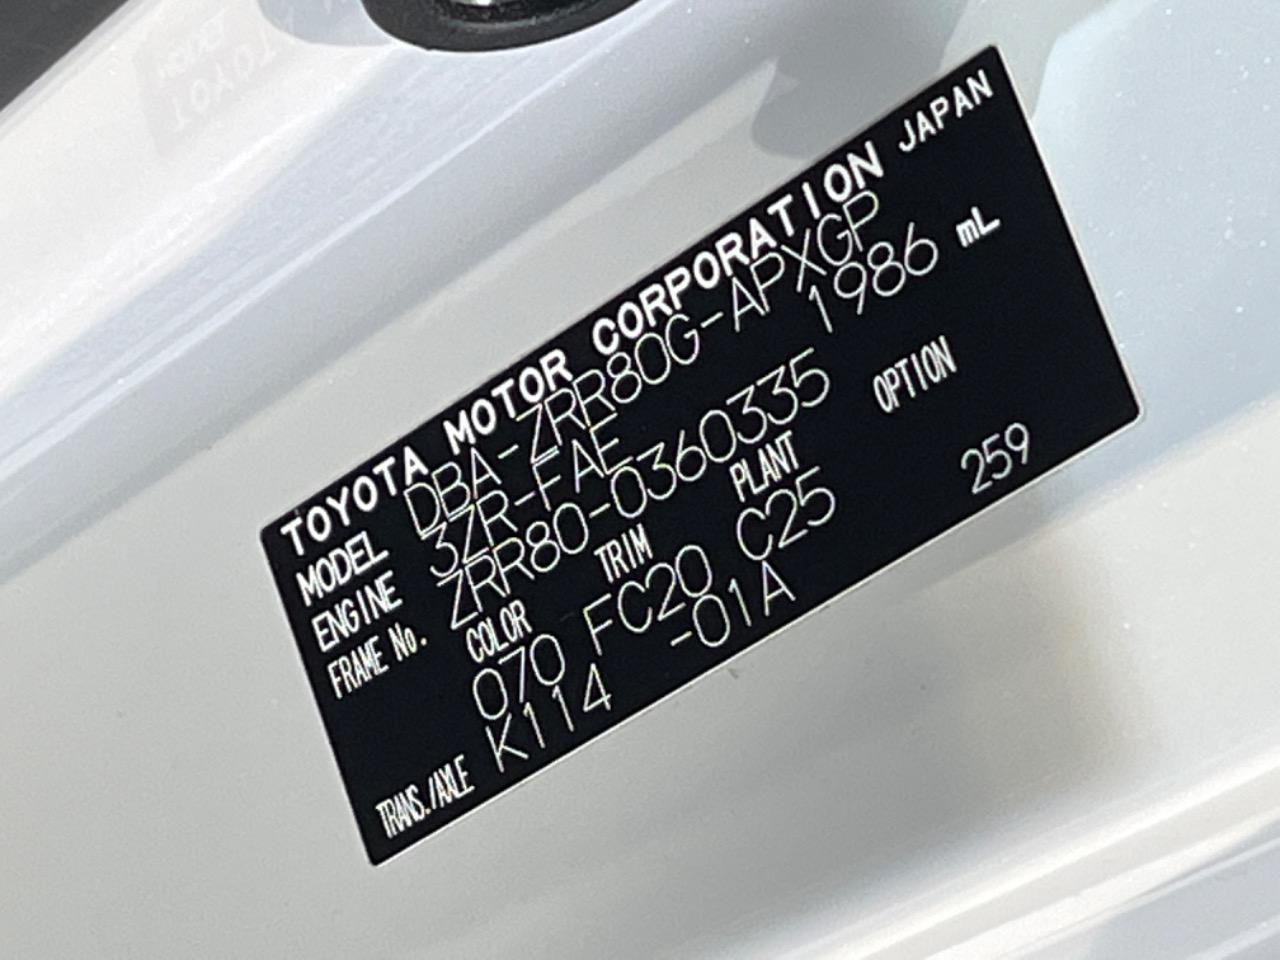 TOYOTA MOTOR CORPORATION JAPAN
MODEL DBA-ZRR80G-APXGP
ENGINE 3ZR-FAE 1986 mL
FRAME No. ZRR80-0360335
COLOR TRIM PLANT OPTION
070 FC20 C25 259
TRANS./AXLE K114 -01A